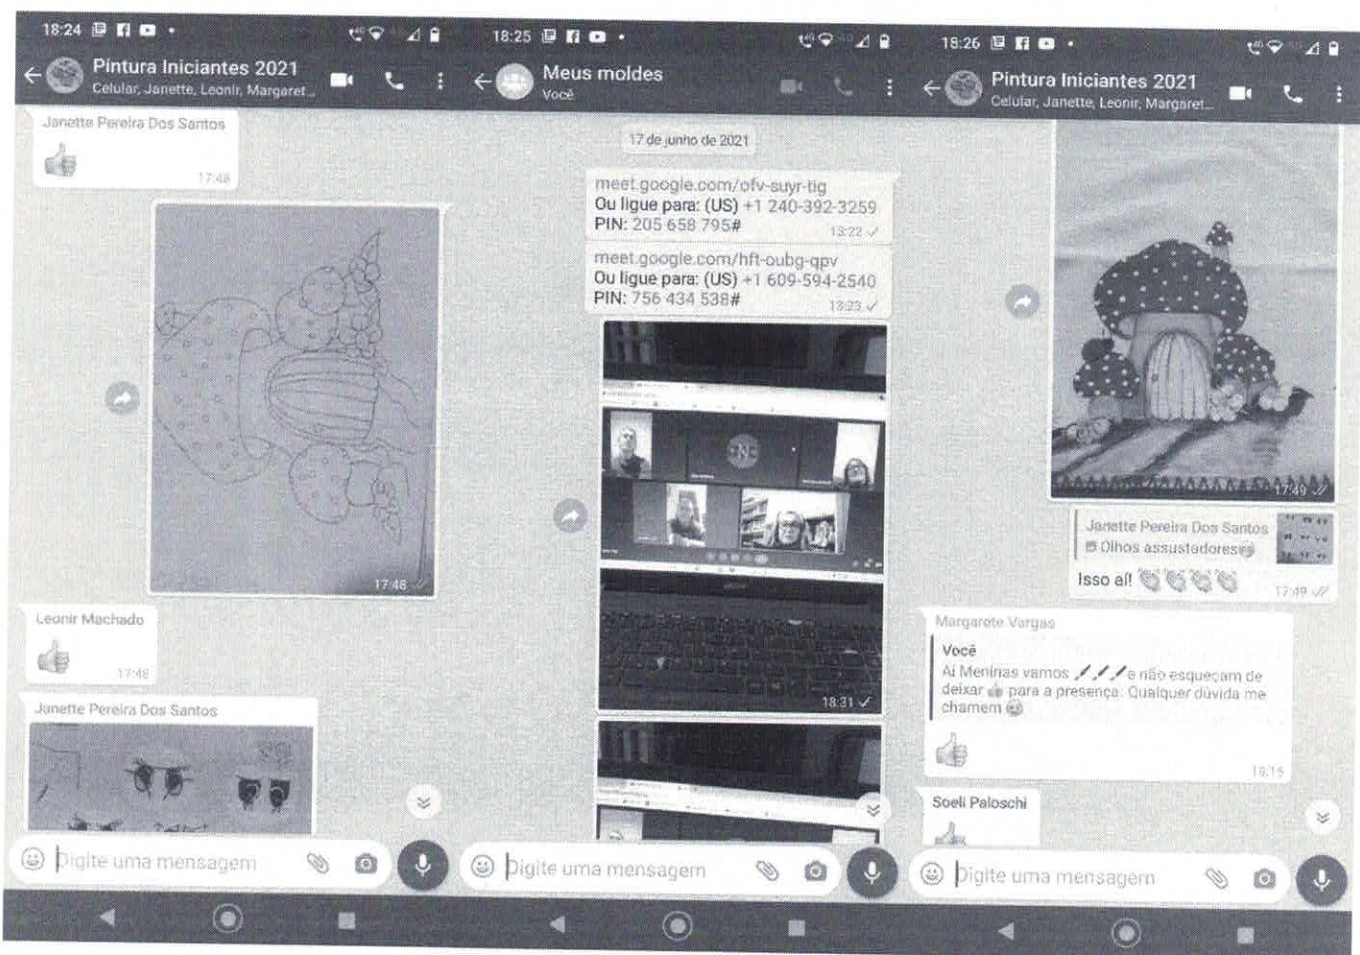 18:24
Pintura Iniciantes 2021
Celular, Janette, Leonir, Margaret...
Janette Pereira Dos Santos
17:48
17:48
Leonir Machado
17:48
Janette Pereira Dos Santos
Digite uma mensagem
18:25
Meus moldes
Você
17 de junho de 2021
meet.google.com/ofv-suyr-tig
Ou ligue para: (US) +1 240-392-3259
PIN: 205 658 795#
13:22
meet.google.com/hft-oubg-qpv
Ou ligue para: (US) +1 609-594-2540
PIN: 756 434 538#
13:23
N
18:31
Digite uma mensagem
18:26
Pintura Iniciantes 2021
Celular, Janette, Leonir, Margaret...
17:49
Janette Pereira Dos Santos
Olhos assustadores
Isso aí!
17:49
Margarete Vargas
Você
Ai Meninas vamos e não esqueçam de
deixar para a presença. Qualquer dúvida me
chamem
18:15
Soeli Paloschi
Digite uma mensagem